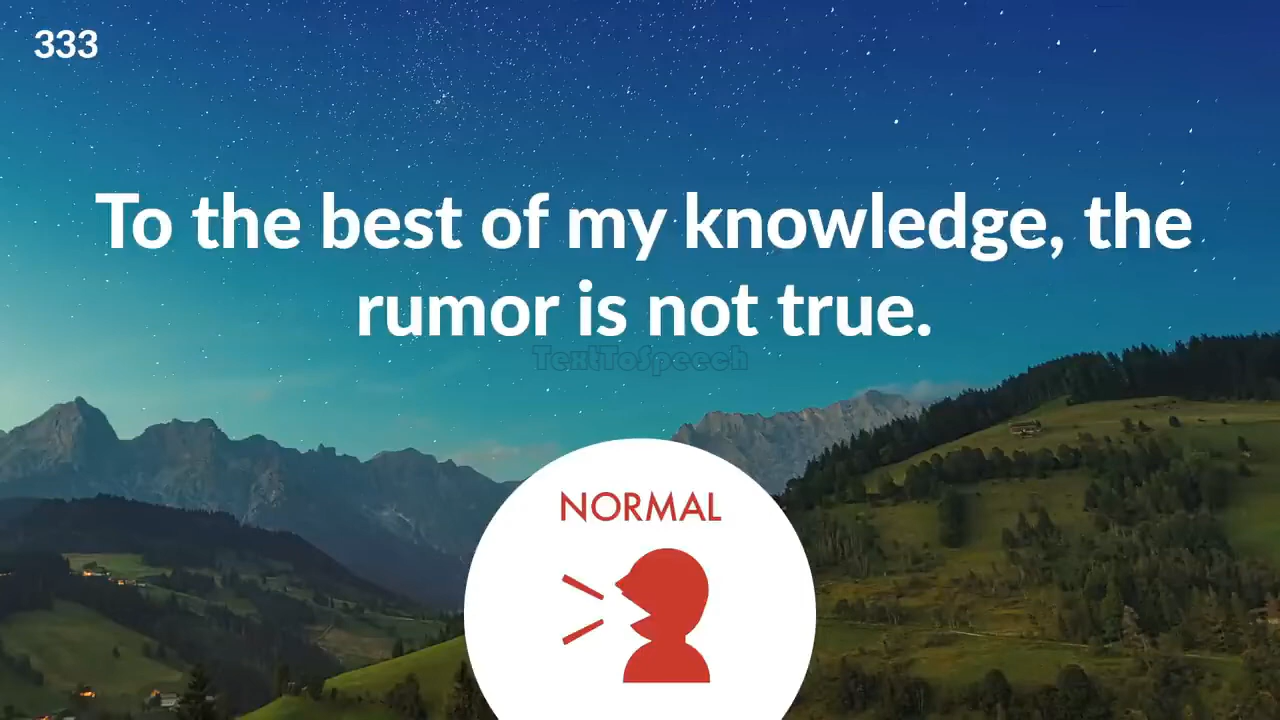 333
To the best of my knowledge, the
rumor is not true.
TextToSpeech
NORMAL